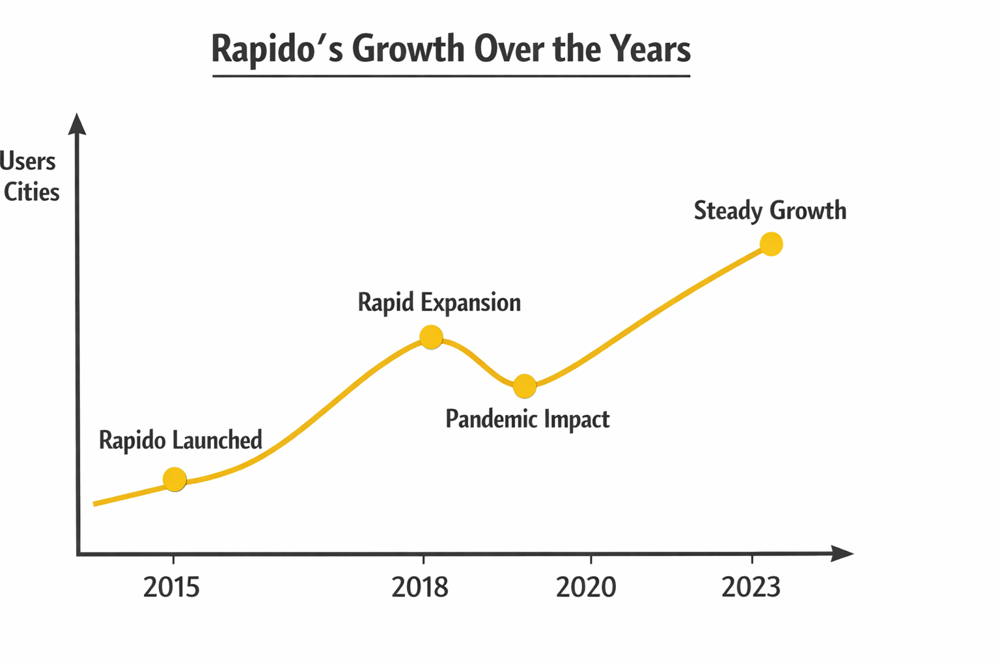 Rapido′s Growth Over the Years
Users
Cities
Steady Growth
Rapid Expansion
Pandemic Impact
Rapido Launched
2015
2018
2020
2023